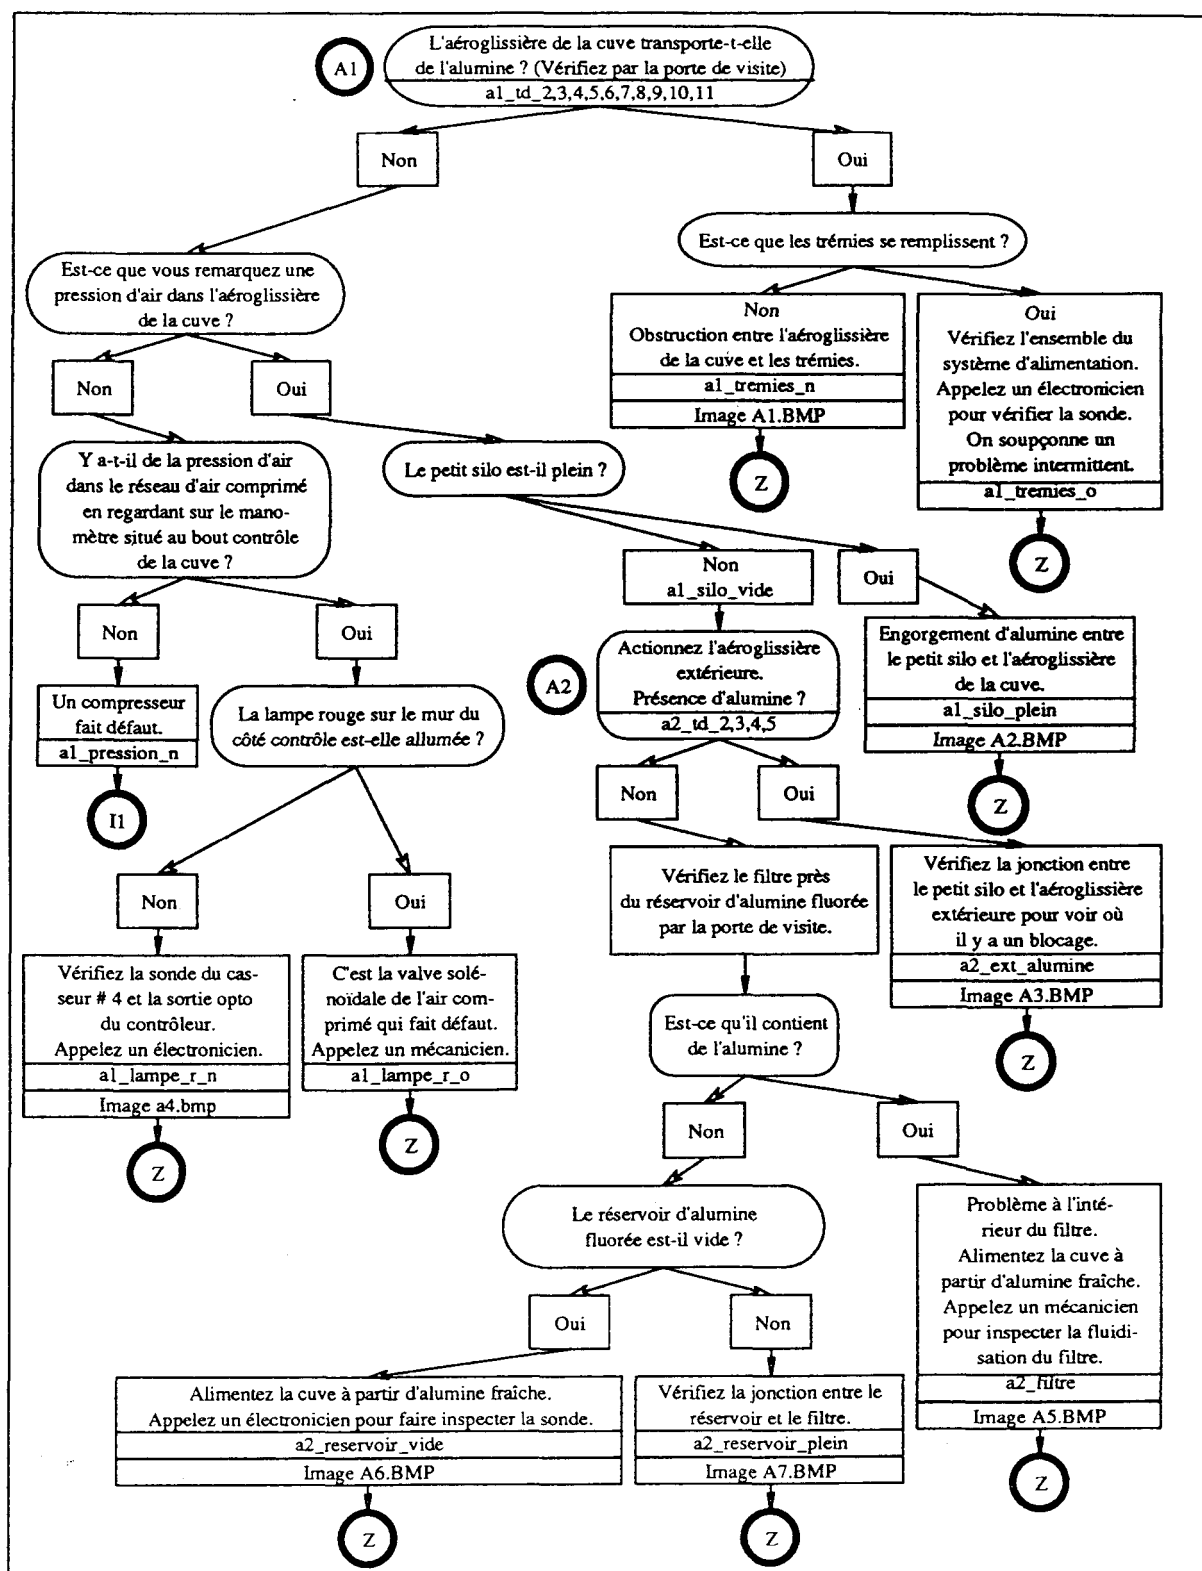 A1
L'aéroglissière de la cuve transporte-t-elle
de l'alumine ? (Vérifiez par la porte de visite)
a1_td_2,3,4,5,6,7,8,9,10,11
Non
Oui
Est-ce que vous remarquez une
pression d'air dans l'aéroglissière
de la cuve ?
Est-ce que les trémies se remplissent ?
Non
Obstruction entre l'aéroglissière
de la cuve et les trémies.
a1_tremies_n
Image A1.BMP
Z
Oui
Vérifiez l'ensemble du
système d'alimentation.
Appelez un électronicien
pour vérifier la sonde.
On soupçonne un
problème intermittent.
a1_tremies_o
Z
Non
Oui
Y a-t-il de la pression d'air
dans le réseau d'air comprimé
en regardant sur le mano-
mètre situé au bout contrôle
de la cuve ?
Le petit silo est-il plein ?
Non
a1_silo_vide
Oui
Non
Oui
Actionnez l'aéroglissière
extérieure.
Présence d'alumine ?
a2_td_2,3,4,5
A2
Engorgement d'alumine entre
le petit silo et l'aéroglissière
de la cuve.
a1_silo_plein
Image A2.BMP
Z
Un compresseur
fait défaut.
a1_pression_n
I1
La lampe rouge sur le mur du
côté contrôle est-elle allumée ?
Non
Oui
Non
Oui
Vérifiez le filtre près
du réservoir d'alumine fluorée
par la porte de visite.
Vérifiez la jonction entre
le petit silo et l'aéroglissière
extérieure pour voir où
il y a un blocage.
a2_ext_alumine
Image A3.BMP
Z
Vérifiez la sonde du cas-
seur # 4 et la sortie opto
du contrôleur.
Appelez un électronicien.
a1_lampe_r_n
Image a4.bmp
Z
C'est la valve solé-
noïdale de l'air com-
primé qui fait défaut.
Appelez un mécanicien.
a1_lampe_r_o
Z
Est-ce qu'il contient
de l'alumine ?
Non
Oui
Le réservoir d'alumine
fluorée est-il vide ?
Problème à l'inté-
rieur du filtre.
Alimentez la cuve à
partir d'alumine fraîche.
Appelez un mécanicien
pour inspecter la fluidi-
sation du filtre.
a2_filtre
Image A5.BMP
Z
Oui
Non
Alimentez la cuve à partir d'alumine fraîche.
Appelez un électronicien pour faire inspecter la sonde.
a2_reservoir_vide
Image A6.BMP
Z
Vérifiez la jonction entre le
réservoir et le filtre.
a2_reservoir_plein
Image A7.BMP
Z